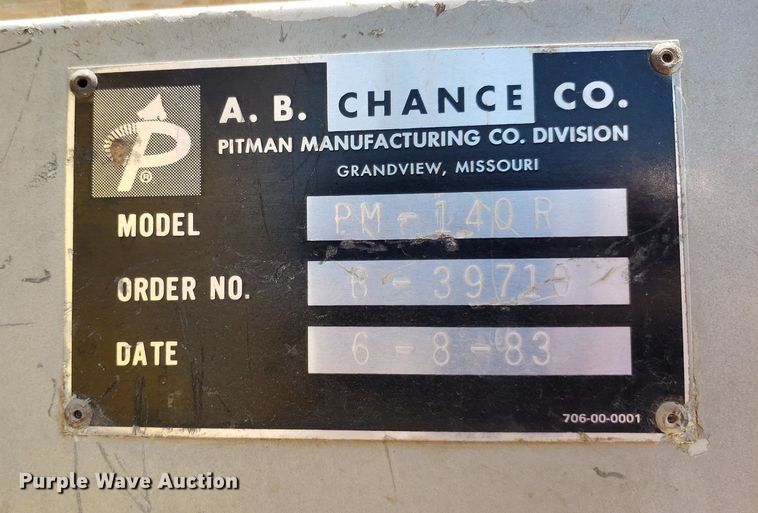 A. B. CHANCE CO.
PITMAN MANUFACTURING CO. DIVISION
GRANDVIEW, MISSOURI
P®
MODEL PM-140R
ORDER NO.
DATE 6-8-83
706-00-0001
Purple Wave Auction